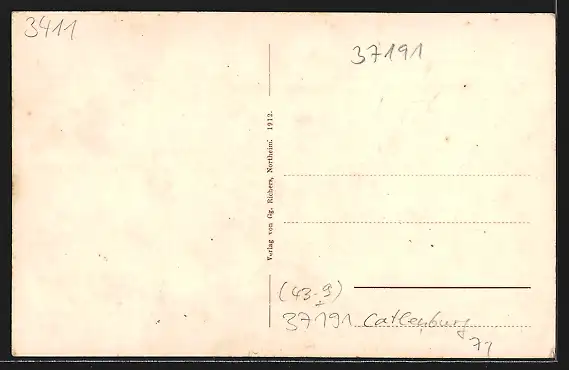 3411
37191
Verlag von Gg. Richers, Northeim. 1912.
(43-9)
37191 Catlenburg
71